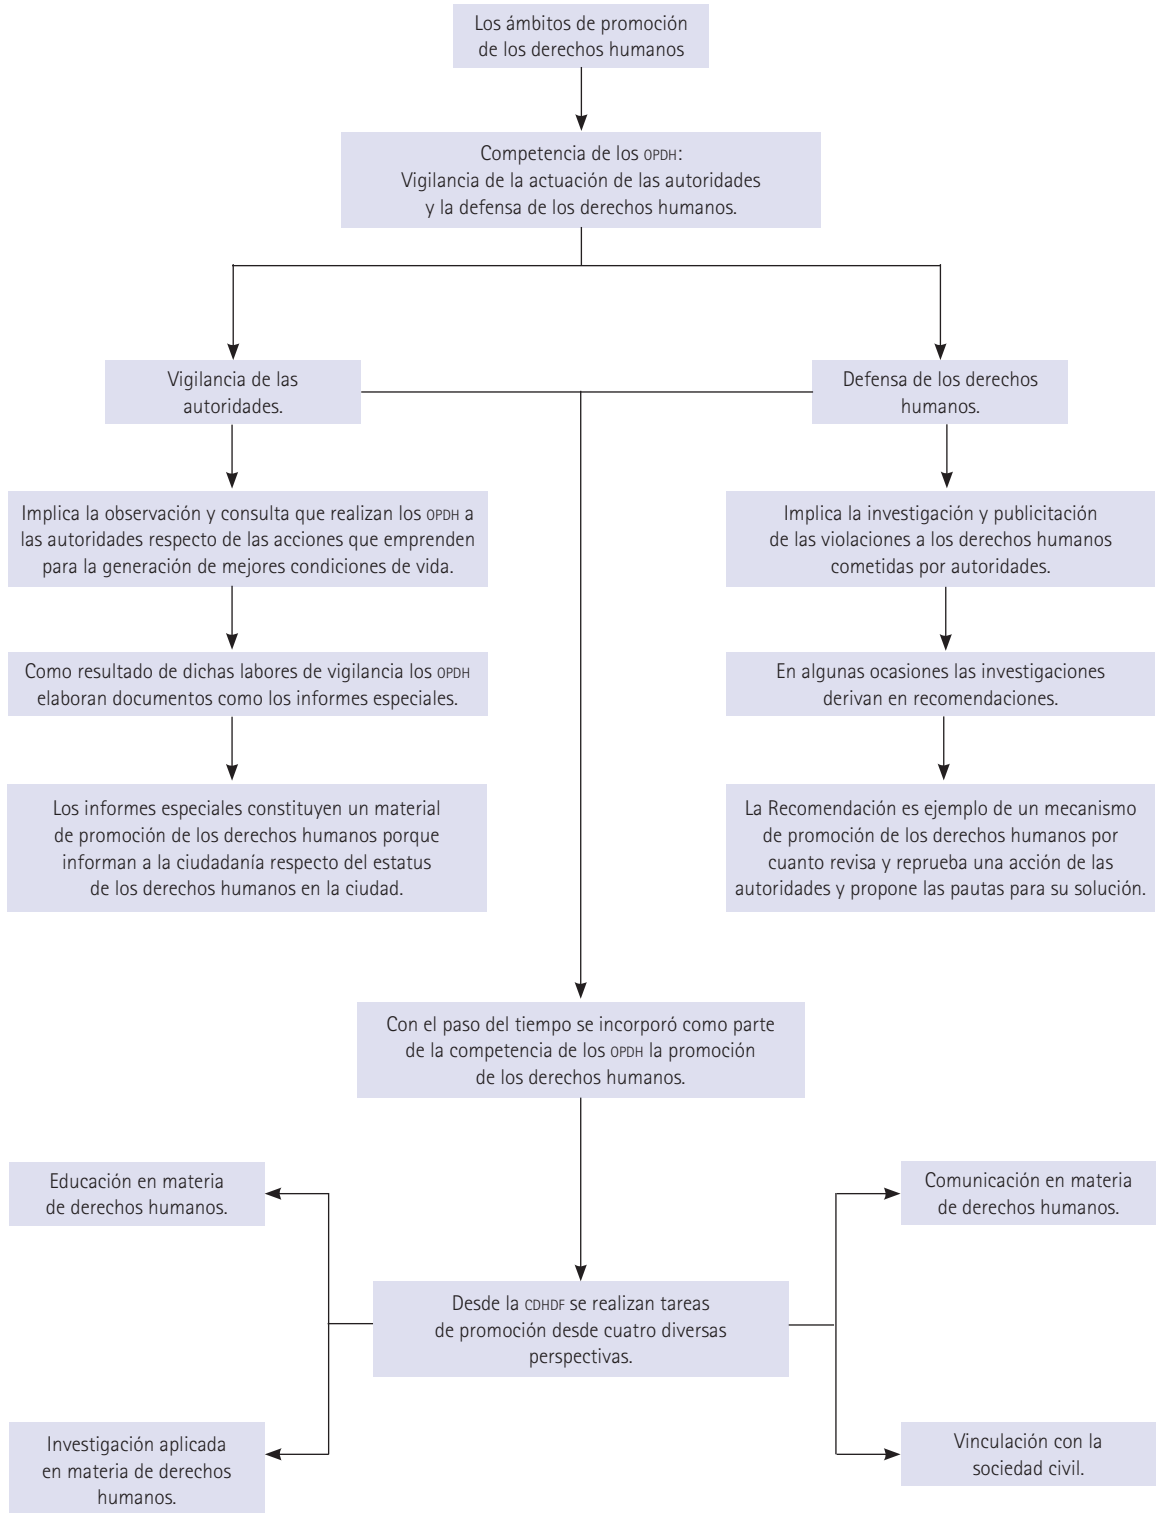 Los ámbitos de promoción
de los derechos humanos
Competencia de los OPDH:
Vigilancia de la actuación de las autoridades
y la defensa de los derechos humanos.
Vigilancia de las
autoridades.
Defensa de los derechos
humanos.
Implica la observación y consulta que realizan los OPDH a
las autoridades respecto de las acciones que emprenden
para la generación de mejores condiciones de vida.
Implica la investigación y publicitación
de las violaciones a los derechos humanos
cometidas por autoridades.
Como resultado de dichas labores de vigilancia los OPDH
elaboran documentos como los informes especiales.
En algunas ocasiones las investigaciones
derivan en recomendaciones.
Los informes especiales constituyen un material
de promoción de los derechos humanos porque
informan a la ciudadanía respecto del estatus
de los derechos humanos en la ciudad.
La Recomendación es ejemplo de un mecanismo
de promoción de los derechos humanos por
cuanto revisa y reprueba una acción de las
autoridades y propone las pautas para su solución.
Con el paso del tiempo se incorporó como parte
de la competencia de los OPDH la promoción
de los derechos humanos.
Educación en materia
de derechos humanos.
Comunicación en materia
de derechos humanos.
Desde la CDHDF se realizan tareas
de promoción desde cuatro diversas
perspectivas.
Investigación aplicada
en materia de derechos
humanos.
Vinculación con la
sociedad civil.